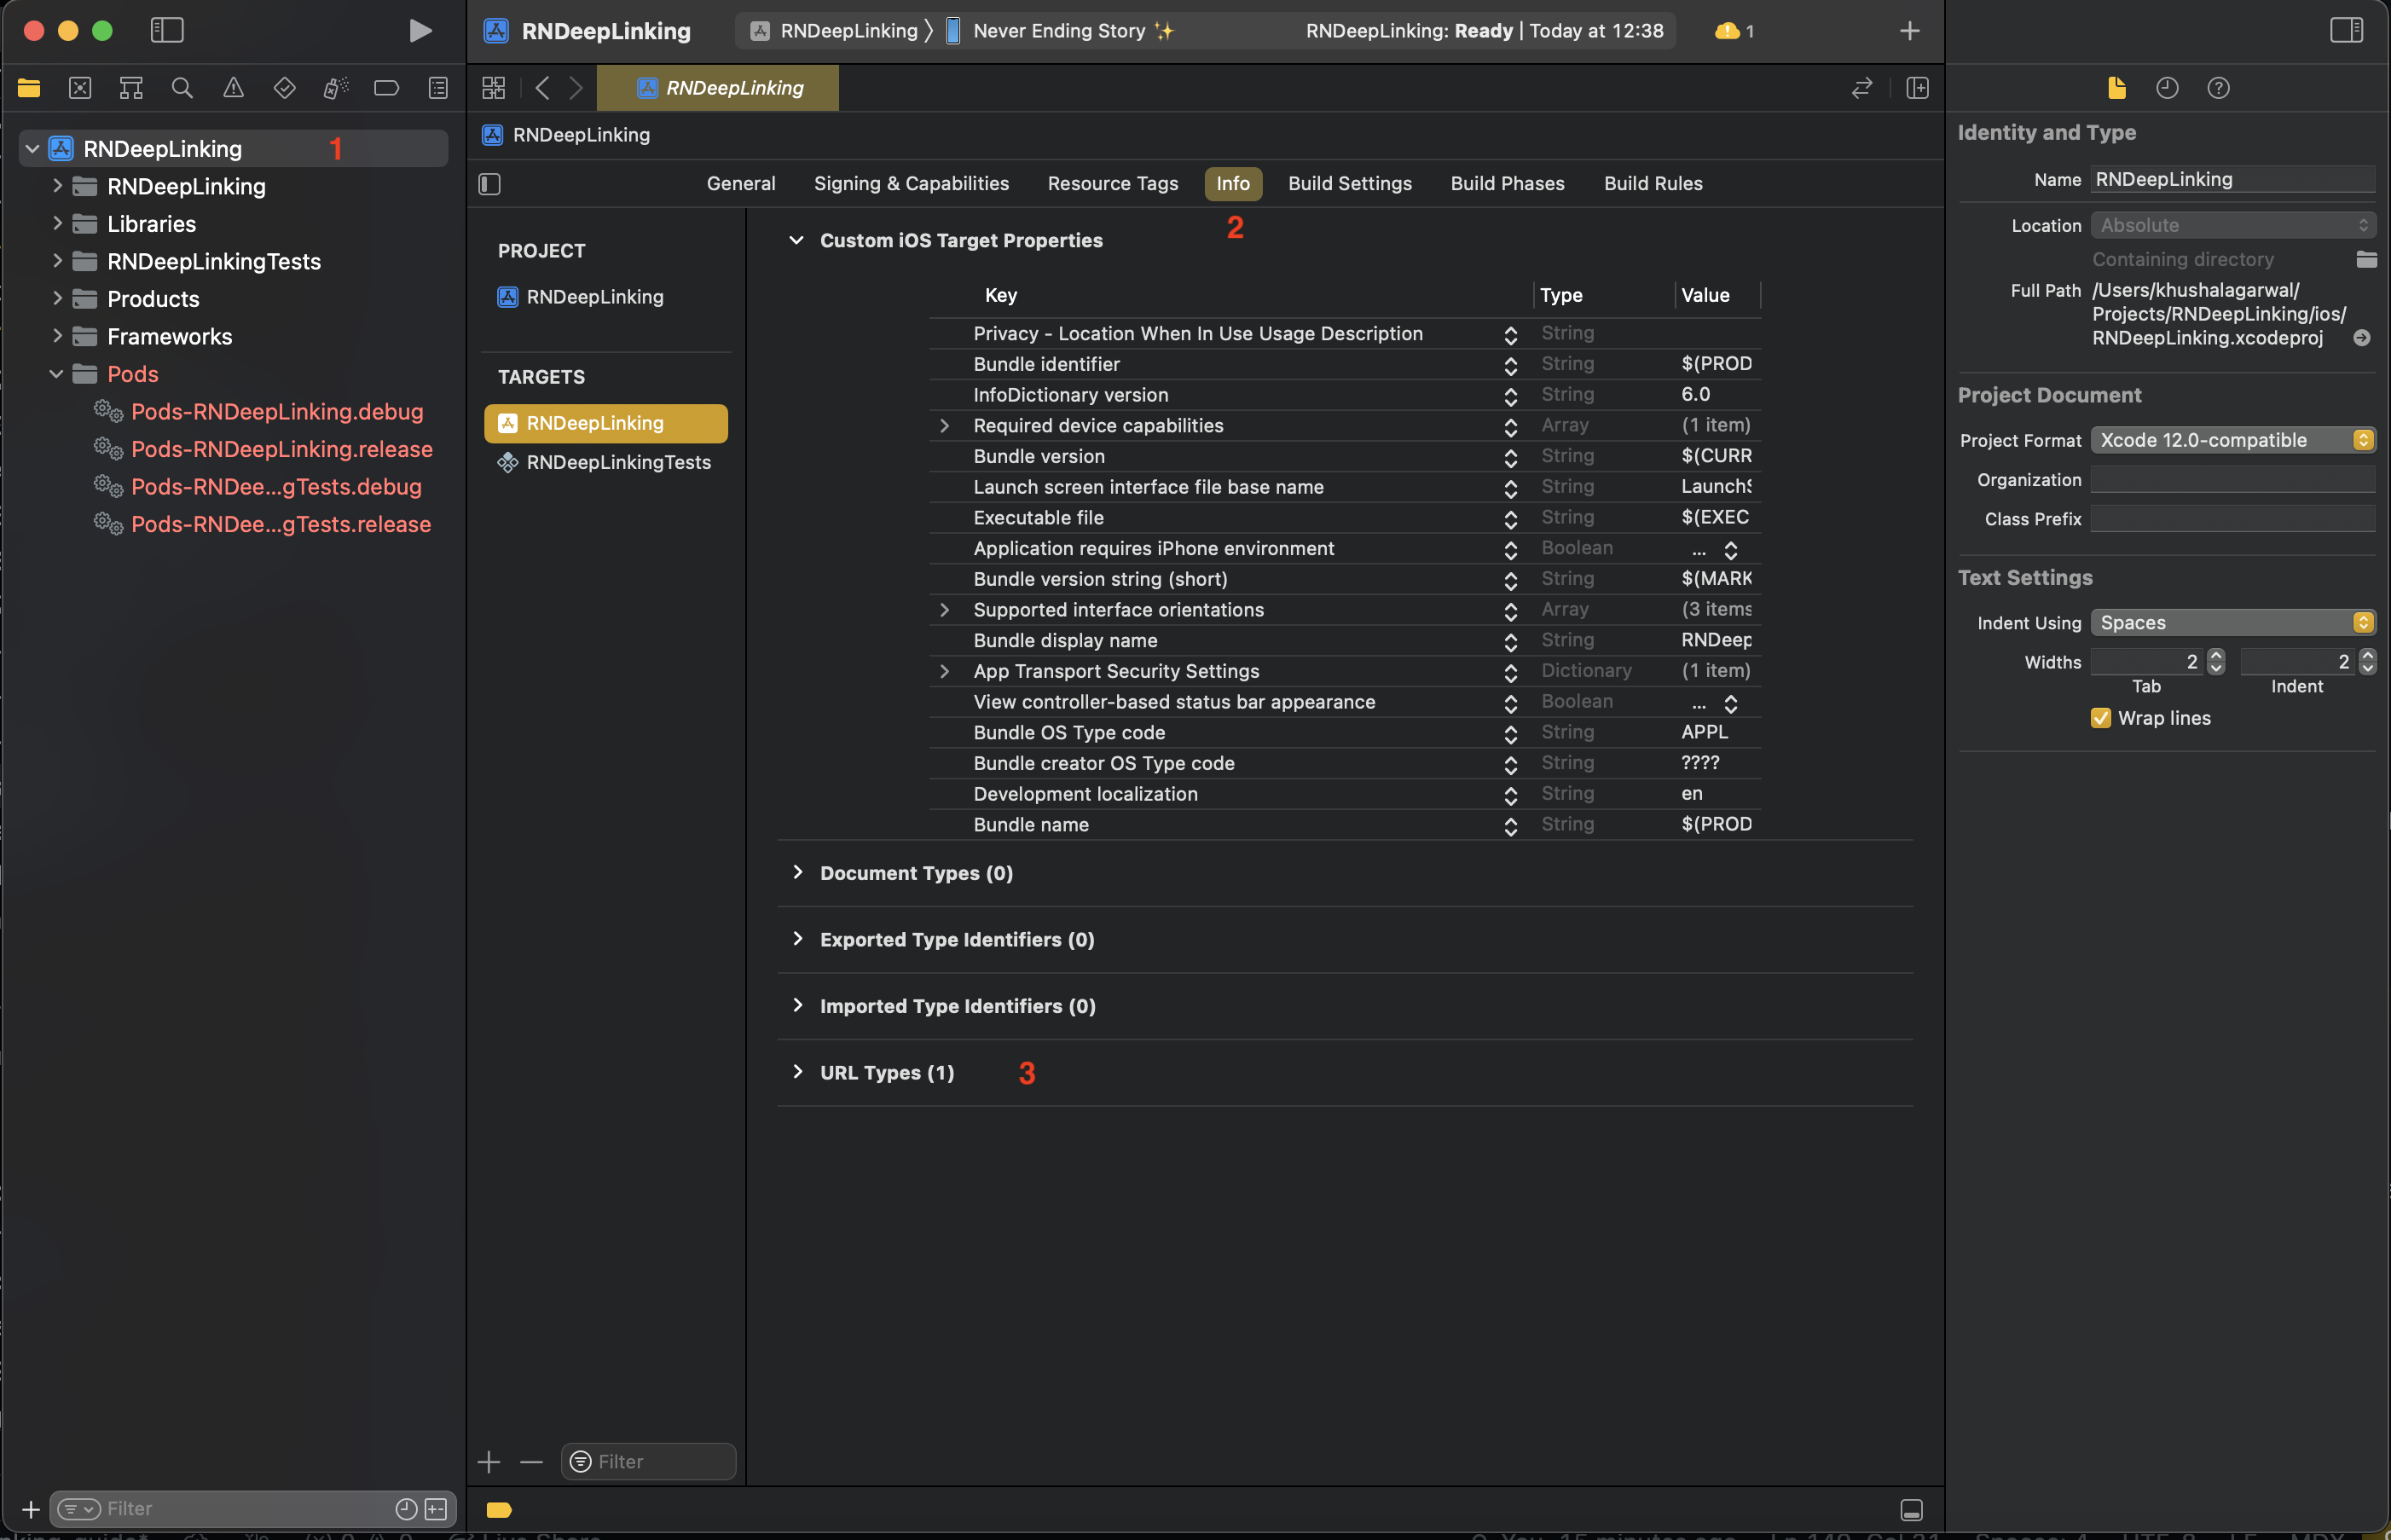 RNDeepLinking
RNDeepLinking
Never Ending Story ✨
RNDeepLinking: Ready | Today at 12:38
1
RNDeepLinking
RNDeepLinking 1
RNDeepLinking
Libraries
RNDeepLinkingTests
Products
Frameworks
Pods
Pods-RNDeepLinking.debug
Pods-RNDeepLinking.release
Pods-RNDee...gTests.debug
Pods-RNDee...gTests.release
Filter
RNDeepLinking
General Signing & Capabilities Resource Tags Info Build Settings Build Phases Build Rules
2
PROJECT
RNDeepLinking
TARGETS
RNDeepLinking
RNDeepLinkingTests
Filter
Custom iOS Target Properties
Key Type Value
Privacy - Location When In Use Usage Description String
Bundle identifier String $(PROD
InfoDictionary version String 6.0
Required device capabilities Array (1 item)
Bundle version String $(CURR
Launch screen interface file base name String LaunchS
Executable file String $(EXEC
Application requires iPhone environment Boolean ...
Bundle version string (short) String $(MARK
Supported interface orientations Array (3 items
Bundle display name String RNDeep
App Transport Security Settings Dictionary (1 item)
View controller-based status bar appearance Boolean ...
Bundle OS Type code String APPL
Bundle creator OS Type code String ????
Development localization String en
Bundle name String $(PROD
Document Types (0)
Exported Type Identifiers (0)
Imported Type Identifiers (0)
URL Types (1) 3
Identity and Type
Name RNDeepLinking
Location Absolute
Containing directory
Full Path /Users/khushalagarwal/
Projects/RNDeepLinking/ios/
RNDeepLinking.xcodeproj
Project Document
Project Format Xcode 12.0-compatible
Organization
Class Prefix
Text Settings
Indent Using Spaces
Widths 2 2
Tab Indent
Wrap lines